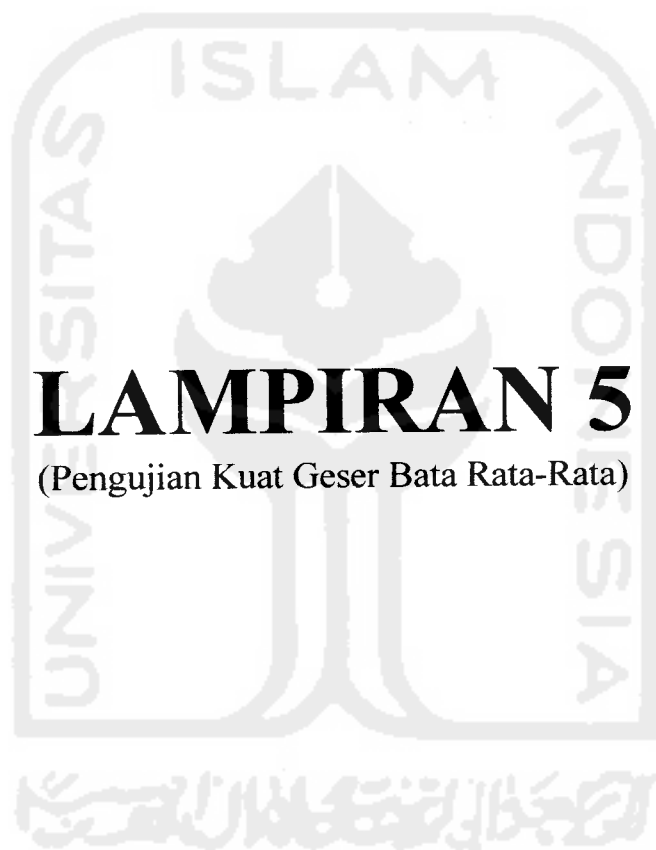 ISLAM
UNIVERSITAS
INDONESIA
LAMPIRAN 5
(Pengujian Kuat Geser Bata Rata-Rata)